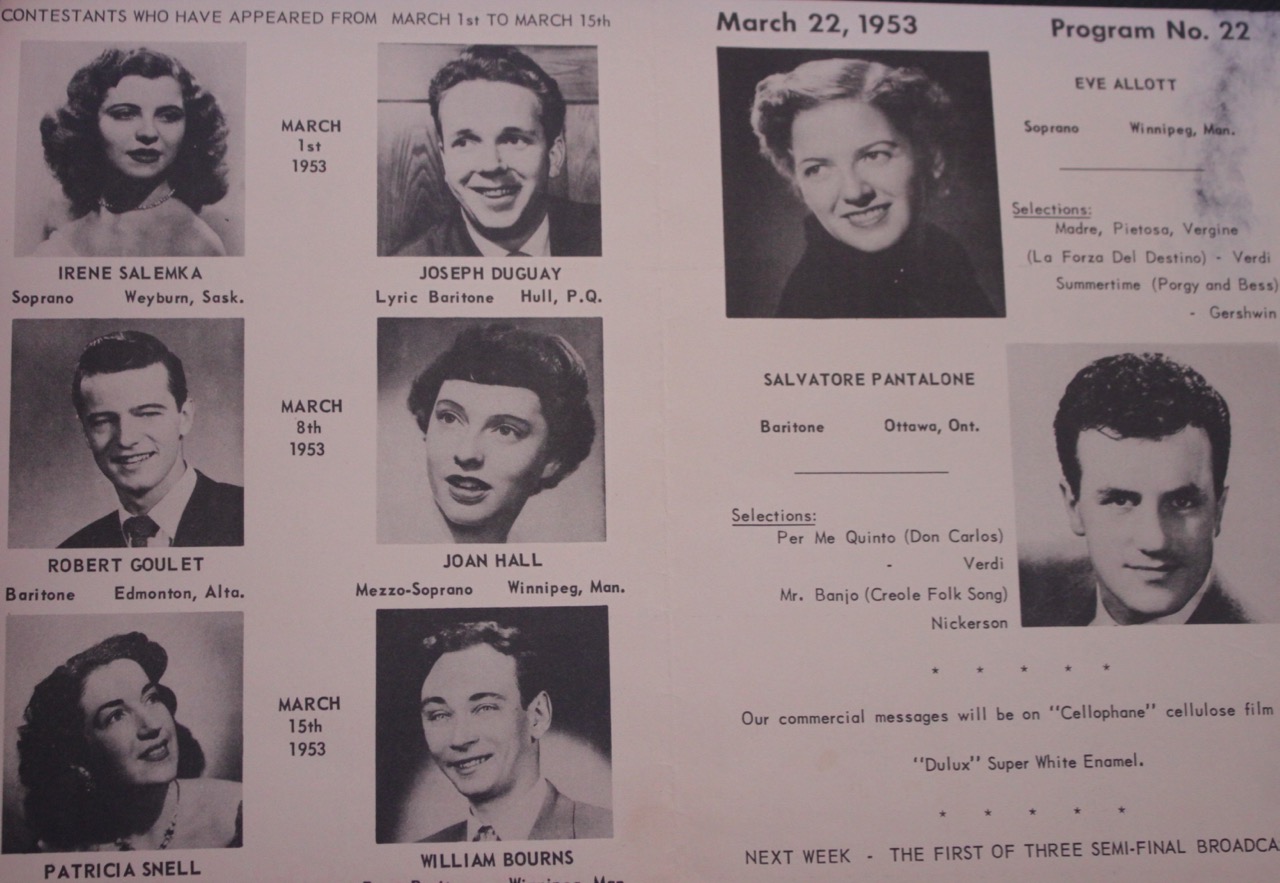 CONTESTANTS WHO HAVE APPEARED FROM MARCH 1st TO MARCH 15th
MARCH
1st
1953
IRENE SALEMKA
Soprano Weyburn, Sask.
JOSEPH DUGUAY
Lyric Baritone Hull, P.Q.
MARCH
8th
1953
ROBERT GOULET
Baritone Edmonton, Alta.
JOAN HALL
Mezzo-Soprano Winnipeg, Man.
MARCH
15th
1953
PATRICIA SNELL
WILLIAM BOURNS
March 22, 1953 Program No. 22
EVE ALLOTT
Soprano Winnipeg, Man.
Selections:
Madre, Pietosa, Vergine
(La Forza Del Destino) - Verdi
Summertime (Porgy and Bess)
- Gershwin
SALVATORE PANTALONE
Baritone Ottawa, Ont.
Selections:
Per Me Quinto (Don Carlos)
- Verdi
Mr. Banjo (Creole Folk Song)
Nickerson
* * * * *
Our commercial messages will be on "Cellophane" cellulose film
"Dulux" Super White Enamel.
* * * * *
NEXT WEEK - THE FIRST OF THREE SEMI-FINAL BROADCA